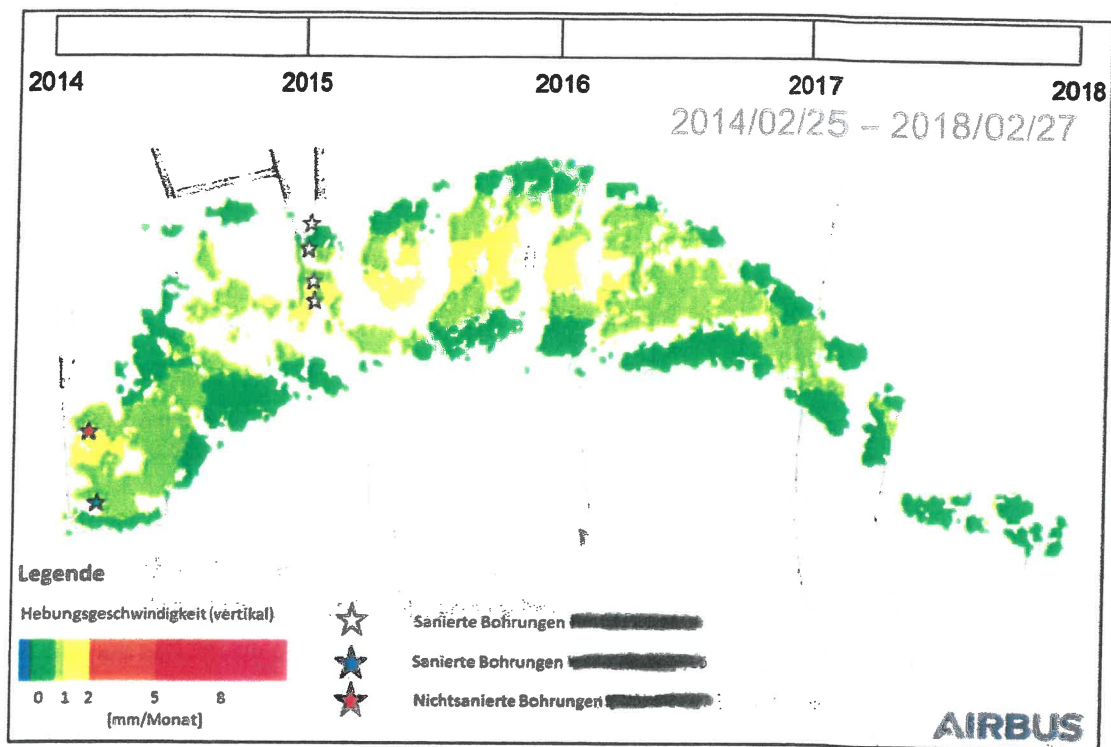 2014 2015 2016 2017 2018
2014/02/25 – 2018/02/27
Legende
Hebungsgeschwindigkeit (vertikal)
0 1 2 5 8
[mm/Monat]
Sanierte Bohrungen
Sanierte Bohrungen
Nichtsanierte Bohrungen
AIRBUS